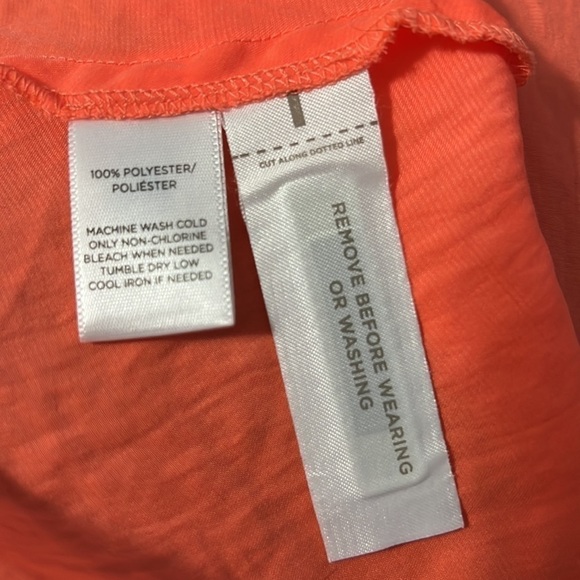 100% POLYESTER/
POLIÉSTER
MACHINE WASH COLD
ONLY NON-CHLORINE
BLEACH WHEN NEEDED
TUMBLE DRY LOW
COOL IRON IF NEEDED
CUT ALONG DOTTED LINE
REMOVE BEFORE WEARING
OR WASHING